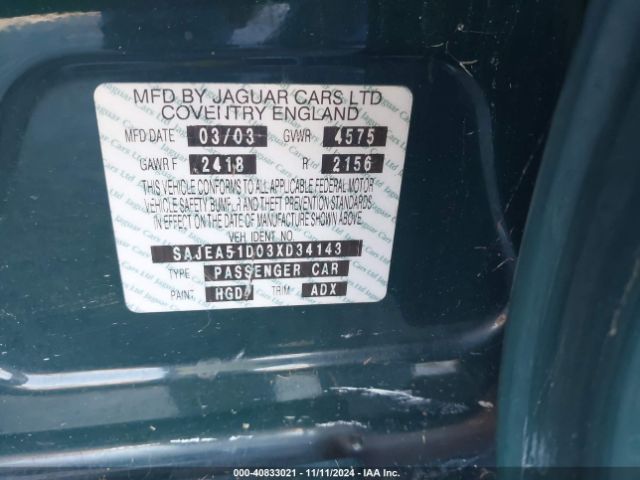 MFD BY JAGUAR CARS LTD
COVENTRY ENGLAND
MFD DATE 03/03 GVWR 4575
GAWR F 2418 R 2156
THIS VEHICLE CONFORMS TO ALL APPLICABLE FEDERAL MOTOR
VEHICLE SAFETY BUMPER AND THEFT PREVENTION STANDARDS
IN EFFECT ON THE DATE OF MANUFACTURE SHOWN ABOVE
VEH. IDENT NO.
SAJEA51D03XD34143
TYPE PASSENGER CAR
PAINT HGD TRIM ADX
000-40833021 - 11/11/2024 - IAA Inc.